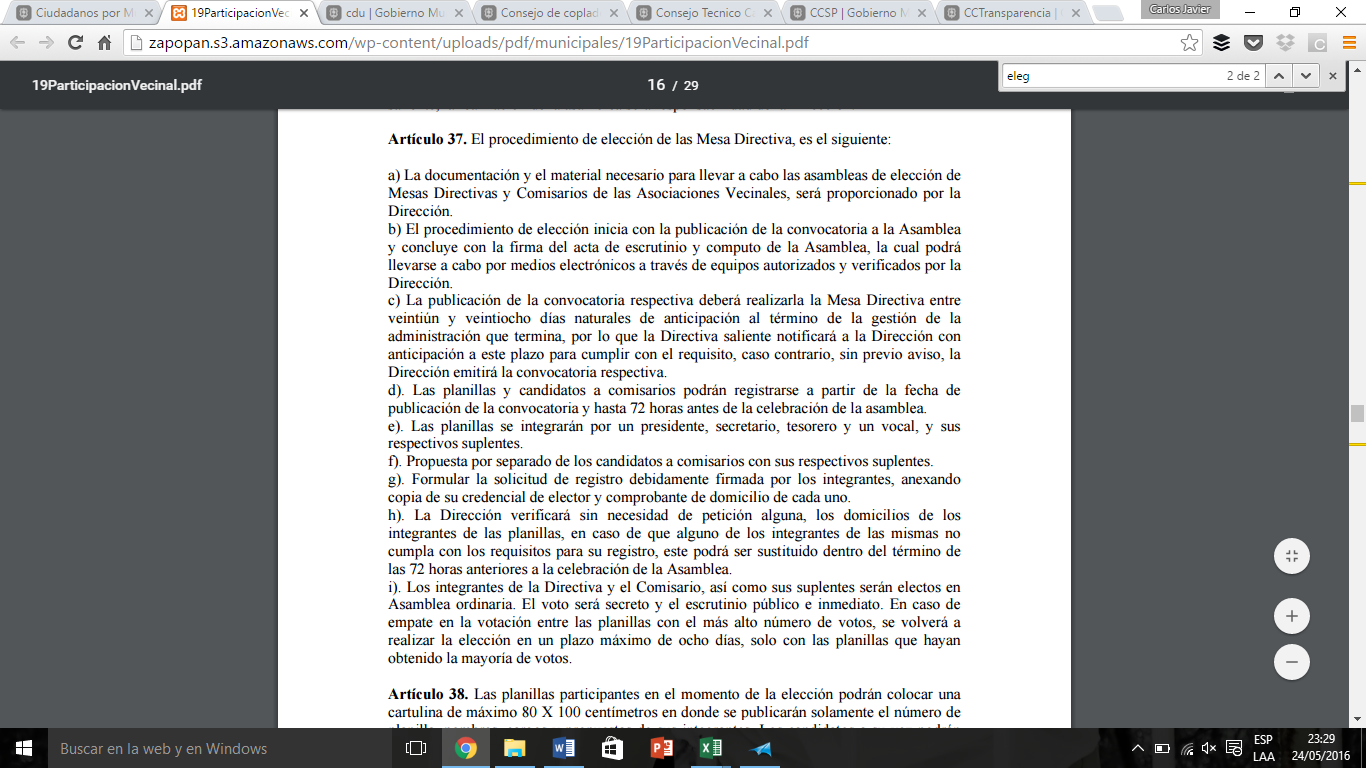 Ciudadanos por M
19ParticipacionVec
cdu | Gobierno Mu
Consejo de coplad
Consejo Tecnico C
CCSP | Gobierno M
CCTransparencia |
Carlos Javier
zapopan.s3.amazonaws.com/wp-content/uploads/pdf/municipales/19ParticipacionVecinal.pdf
eleg
2 de 2
19ParticipacionVecinal.pdf
16 / 29
Artículo 37. El procedimiento de elección de las Mesa Directiva, es el siguiente:
a) La documentación y el material necesario para llevar a cabo las asambleas de elección de
Mesas Directivas y Comisarios de las Asociaciones Vecinales, será proporcionado por la
Dirección.
b) El procedimiento de elección inicia con la publicación de la convocatoria a la Asamblea
y concluye con la firma del acta de escrutinio y computo de la Asamblea, la cual podrá
llevarse a cabo por medios electrónicos a través de equipos autorizados y verificados por la
Dirección.
c) La publicación de la convocatoria respectiva deberá realizarla la Mesa Directiva entre
veintiún y veintiocho días naturales de anticipación al término de la gestión de la
administración que termina, por lo que la Directiva saliente notificará a la Dirección con
anticipación a este plazo para cumplir con el requisito, caso contrario, sin previo aviso, la
Dirección emitirá la convocatoria respectiva.
d). Las planillas y candidatos a comisarios podrán registrarse a partir de la fecha de
publicación de la convocatoria y hasta 72 horas antes de la celebración de la asamblea.
e). Las planillas se integrarán por un presidente, secretario, tesorero y un vocal, y sus
respectivos suplentes.
f). Propuesta por separado de los candidatos a comisarios con sus respectivos suplentes.
g). Formular la solicitud de registro debidamente firmada por los integrantes, anexando
copia de su credencial de elector y comprobante de domicilio de cada uno.
h). La Dirección verificará sin necesidad de petición alguna, los domicilios de los
integrantes de las planillas, en caso de que alguno de los integrantes de las mismas no
cumpla con los requisitos para su registro, este podrá ser sustituido dentro del término de
las 72 horas anteriores a la celebración de la Asamblea.
i). Los integrantes de la Directiva y el Comisario, así como sus suplentes serán electos en
Asamblea ordinaria. El voto será secreto y el escrutinio público e inmediato. En caso de
empate en la votación entre las planillas con el más alto número de votos, se volverá a
realizar la elección en un plazo máximo de ocho días, solo con las planillas que hayan
obtenido la mayoría de votos.
Artículo 38. Las planillas participantes en el momento de la elección podrán colocar una
cartulina de máximo 80 X 100 centímetros en donde se publicarán solamente el número de
Buscar en la web y en Windows
ESP
LAA
23:29
24/05/2016